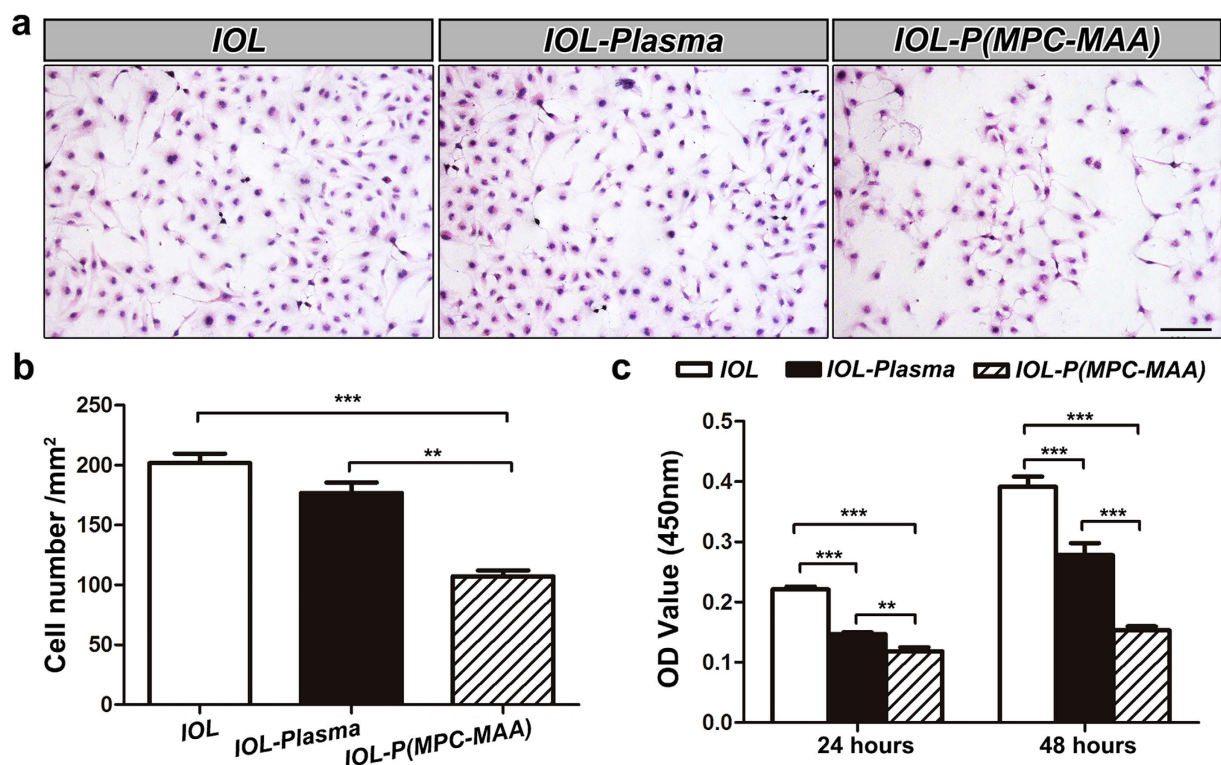 a
IOL IOL-Plasma IOL-P(MPC-MAA)
b
Cell number /mm²
250
200
150
100
50
0
***
**
IOL IOL-Plasma IOL-P(MPC-MAA)
c IOL IOL-Plasma IOL-P(MPC-MAA)
OD Value (450nm)
0.5
0.4
0.3
0.2
0.1
0.0
***
***
**
***
***
***
24 hours 48 hours